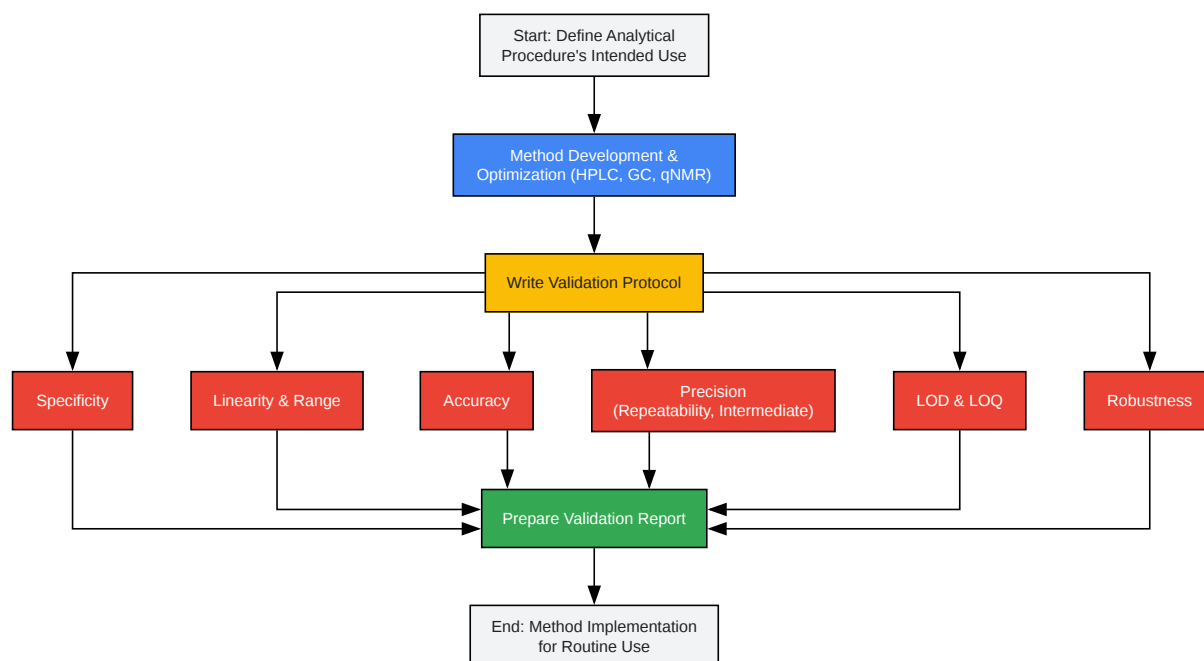 Start: Define Analytical
Procedure's Intended Use
Method Development &
Optimization (HPLC, GC, qNMR)
Write Validation Protocol
Specificity
Linearity & Range
Accuracy
Precision
(Repeatability, Intermediate)
LOD & LOQ
Robustness
Prepare Validation Report
End: Method Implementation
for Routine Use